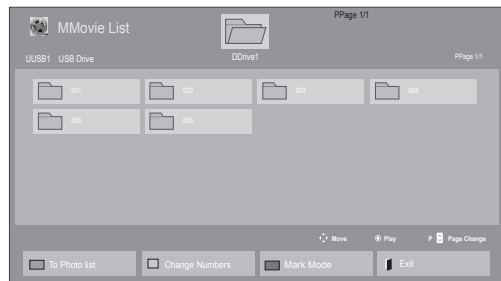 MMovie List
PPage 1/1
UUSB1 USB Drive
DDrive1
PPage 1/1
001 002 003 004
005 006
Move Play P Page Change
To Photo list Change Numbers Mark Mode Exit